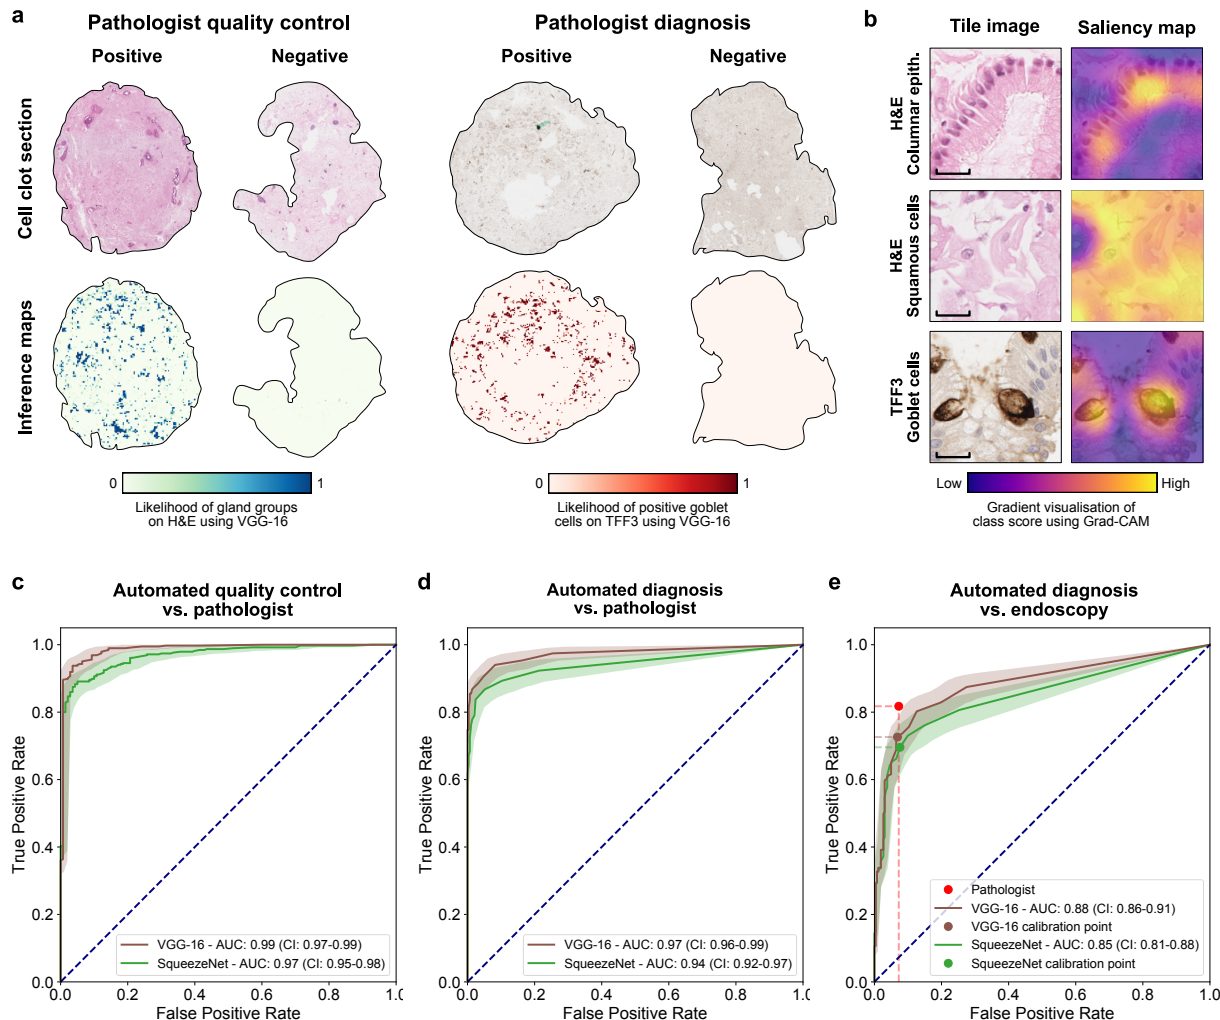 a
Pathologist quality control
Pathologist diagnosis
Positive
Negative
Positive
Negative
Cell clot section
Inference maps
0
1
Likelihood of gland groups
on H&E using VGG-16
0
1
Likelihood of positive goblet
cells on TFF3 using VGG-16
b
Tile image
Saliency map
H&E
Columnar epith.
H&E
Squamous cells
TFF3
Goblet cells
Low
High
Gradient visualisation of
class score using Grad-CAM
c
Automated quality control
vs. pathologist
1.0
0.8
0.6
0.4
0.2
0.0
True Positive Rate
VGG-16 - AUC: 0.99 (CI: 0.97-0.99)
SqueezeNet - AUC: 0.97 (CI: 0.95-0.98)
0.0
0.2
0.4
0.6
0.8
1.0
False Positive Rate
d
Automated diagnosis
vs. pathologist
1.0
0.8
0.6
0.4
0.2
0.0
True Positive Rate
VGG-16 - AUC: 0.97 (CI: 0.96-0.99)
SqueezeNet - AUC: 0.94 (CI: 0.92-0.97)
0.0
0.2
0.4
0.6
0.8
1.0
False Positive Rate
e
Automated diagnosis
vs. endoscopy
1.0
0.8
0.6
0.4
0.2
0.0
True Positive Rate
Pathologist
VGG-16 - AUC: 0.88 (CI: 0.86-0.91)
VGG-16 calibration point
SqueezeNet - AUC: 0.85 (CI: 0.81-0.88)
SqueezeNet calibration point
0.0
0.2
0.4
0.6
0.8
1.0
False Positive Rate